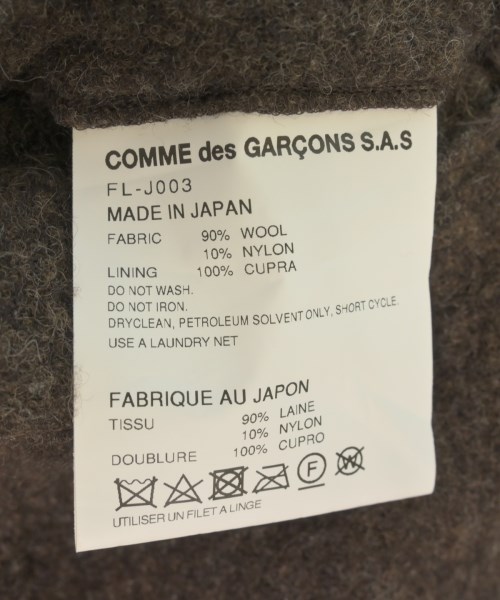 COMME des GARÇONS S.A.S
FL-J003
MADE IN JAPAN
FABRIC 90% WOOL
10% NYLON
LINING 100% CUPRA
DO NOT WASH.
DO NOT IRON.
DRYCLEAN, PETROLEUM SOLVENT ONLY, SHORT CYCLE
USE A LAUNDRY NET
FABRIQUE AU JAPON
TISSU 90% LAINE
10% NYLON
DOUBLURE 100% CUPRO
F W
UTILISER UN FILET A LINGE